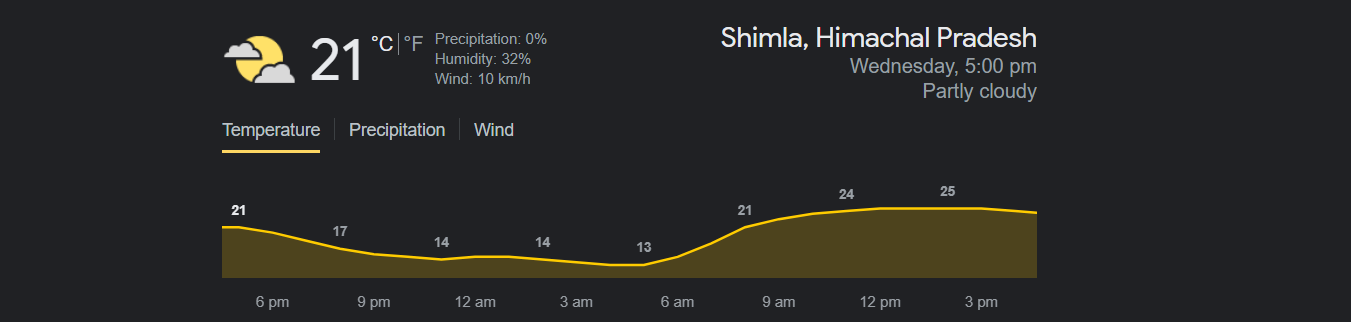 21 °C | °F
Precipitation: 0%
Humidity: 32%
Wind: 10 km/h
Shimla, Himachal Pradesh
Wednesday, 5:00 pm
Partly cloudy
Temperature Precipitation Wind
21 17 14 14 13 21 24 25
6 pm 9 pm 12 am 3 am 6 am 9 am 12 pm 3 pm